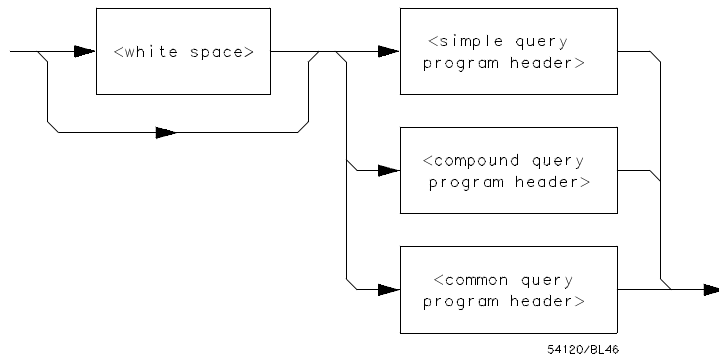 <white space>
<simple query
program header>
<compound query
program header>
<common query
program header>
54120/BL46